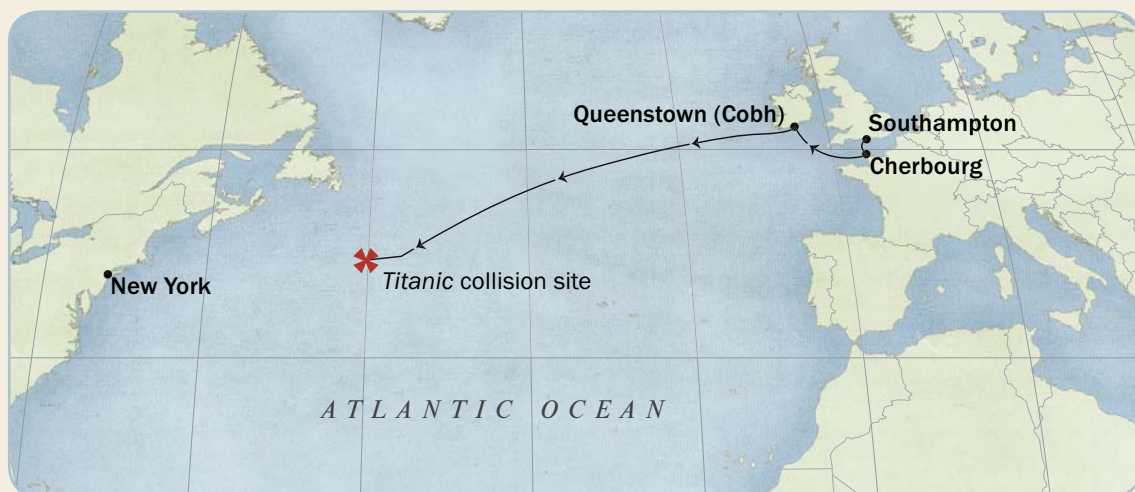 Queenstown (Cobh)
Southampton
Cherbourg
New York
Titanic collision site
ATLANTIC OCEAN